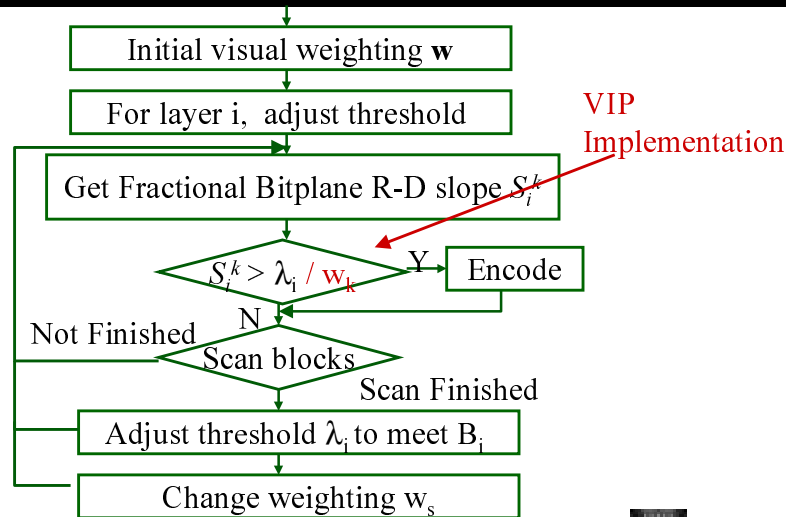 Initial visual weighting w
For layer i, adjust threshold
VIP
Implementation
Get Fractional Bitplane R-D slope S_i^k
S_i^k > λ_i / w_k
Y
Encode
N
Not Finished
Scan blocks
Scan Finished
Adjust threshold λ_i to meet B_i
Change weighting w_s